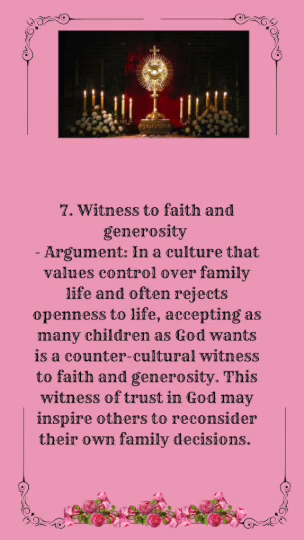 7. Witness to faith and
generosity
- Argument: In a culture that
values control over family
life and often rejects
openness to life, accepting as
many children as God wants
is a counter-cultural witness
to faith and generosity. This
witness of trust in God may
inspire others to reconsider
their own family decisions.